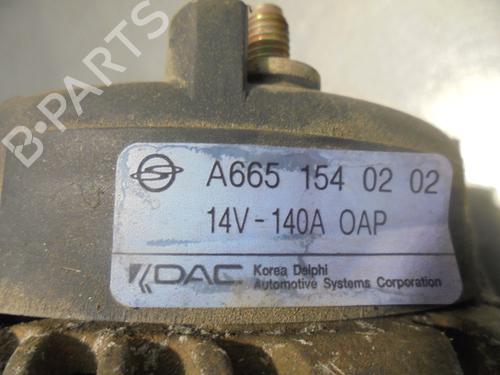 B-PARTS
A665 154 02 02
14V-140A OAP
DAC Korea Delphi
Automotive Systems Corporation